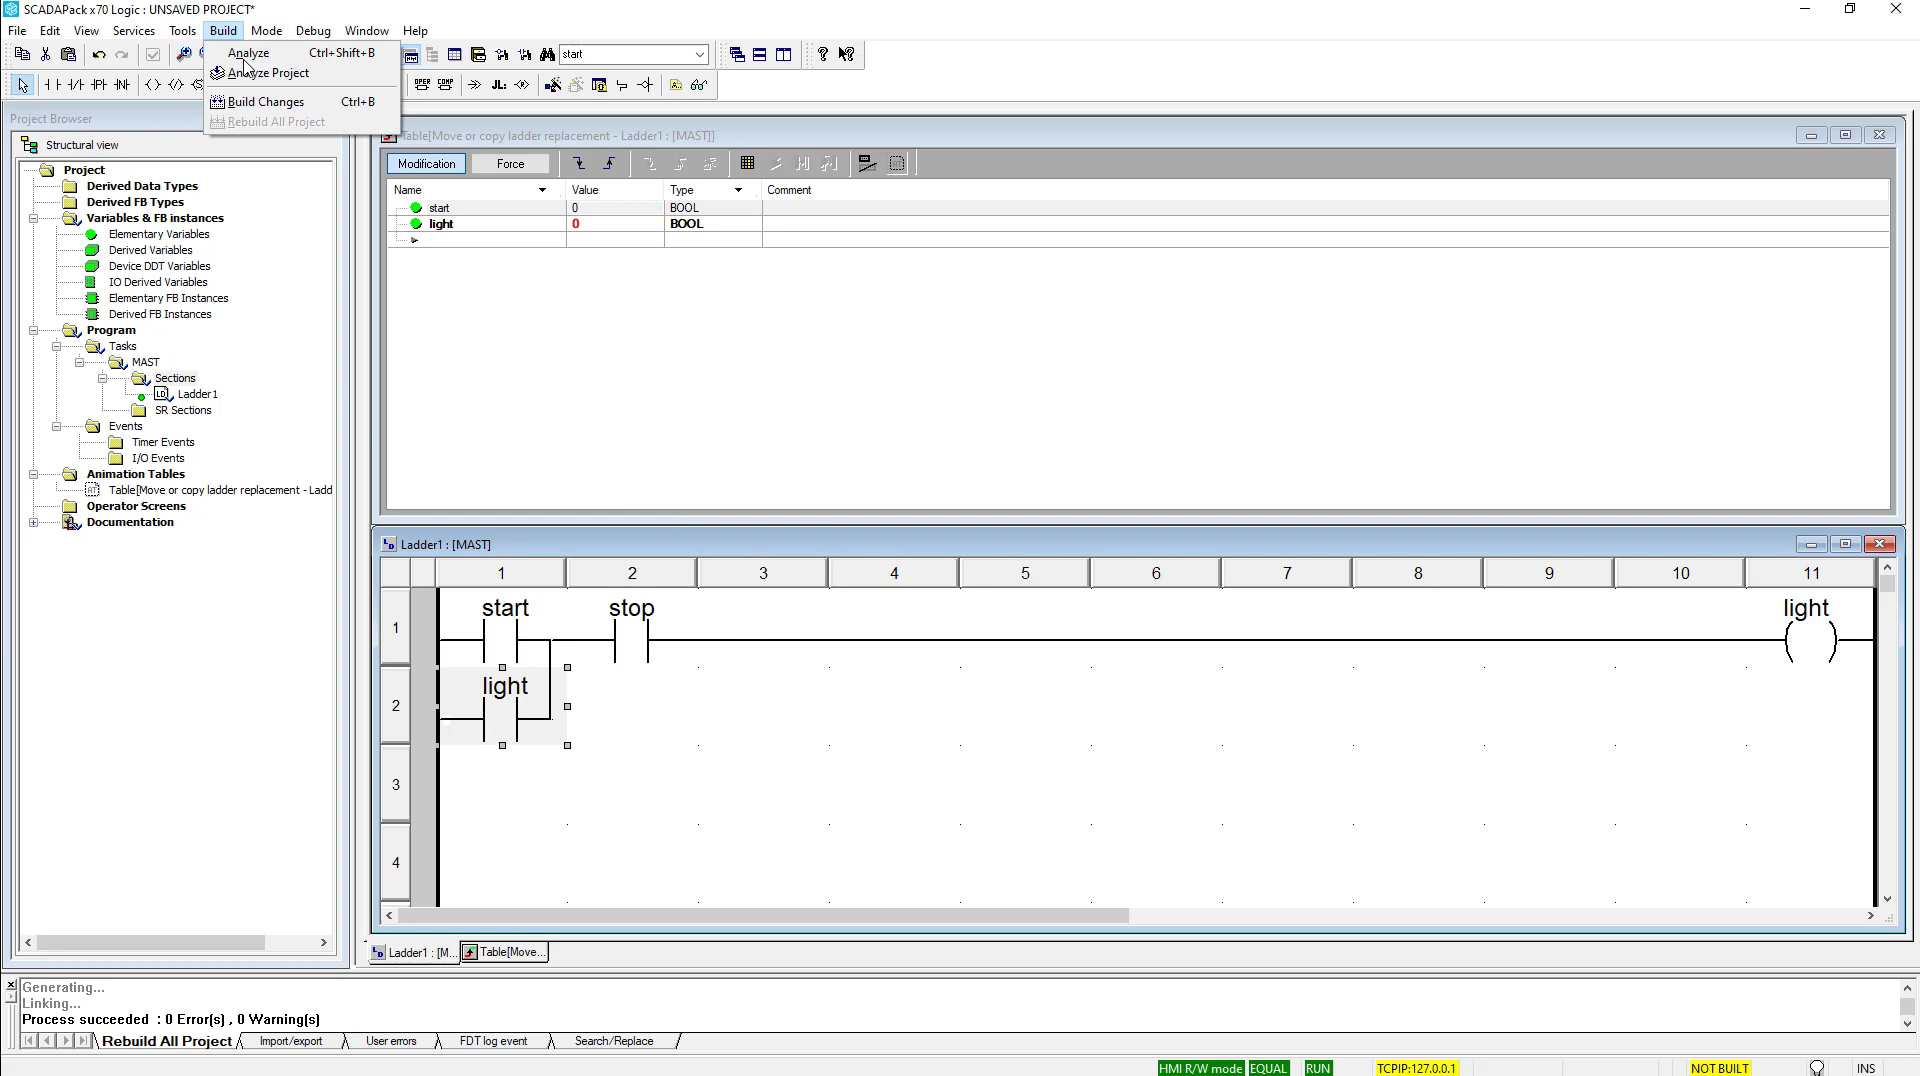 SCADAPack x70 Logic : UNSAVED PROJECT*
File Edit View Services Tools Build Mode Debug Window Help
start
Analyze Ctrl+Shift+B
Analyze Project
Build Changes Ctrl+B
Rebuild All Project
OPER COMP
Project Browser
Structural view
Project
Derived Data Types
Derived FB Types
Variables & FB instances
Elementary Variables
Derived Variables
Device DDT Variables
IO Derived Variables
Elementary FB Instances
Derived FB Instances
Program
Tasks
MAST
Sections
Ladder1
SR Sections
Events
Timer Events
I/O Events
Animation Tables
Table[Move or copy ladder replacement - Ladd
Operator Screens
Documentation
Table[Move or copy ladder replacement - Ladder1 : [MAST]]
Modification Force
Name Value Type Comment
start 0 BOOL
light 0 BOOL
Ladder1 : [MAST]
1 2 3 4 5 6 7 8 9 10 11
start stop light
1
light
2
3
4
Ladder1 : [M... Table[Move...
Generating...
Linking...
Process succeeded : 0 Error(s) , 0 Warning(s)
Rebuild All Project Import/export User errors FDT log event Search/Replace
HMI R/W mode EQUAL RUN TCPIP:127.0.0.1 NOT BUILT INS